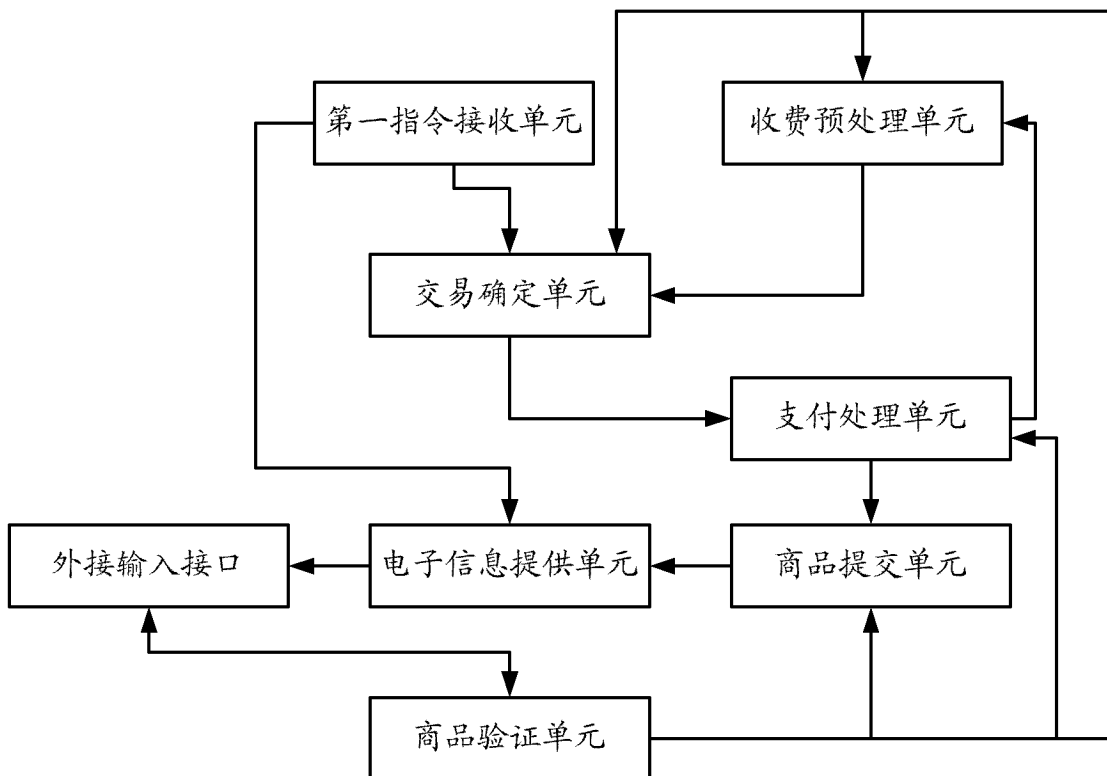 第一指令接收单元
收费预处理单元
交易确定单元
支付处理单元
外接输入接口
电子信息提供单元
商品提交单元
商品验证单元